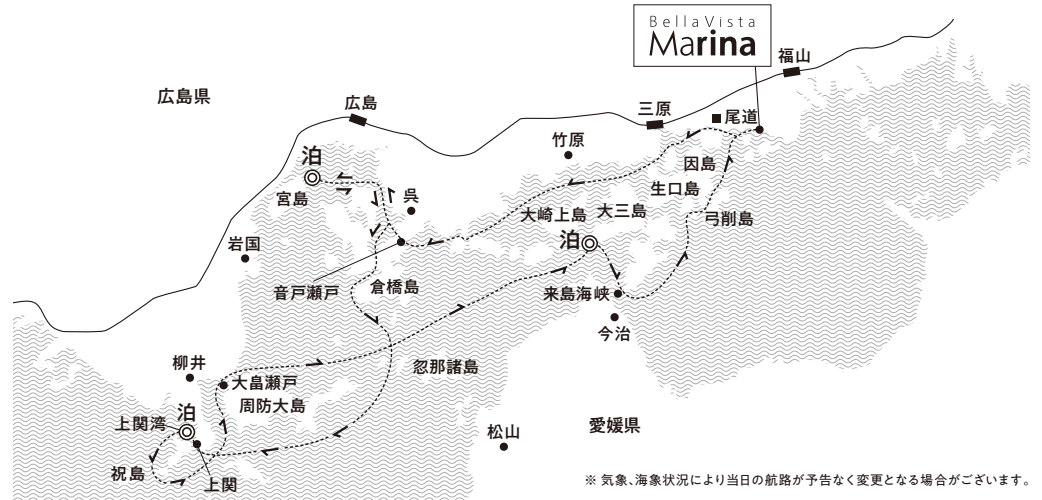 BellaVista
Marina
福山
広島県
広島
三原
尾道
竹原
泊
因島
宮島
生口島
呉
大崎上島
大三島
弓削島
泊
岩国
音戸瀬戸
倉橋島
来島海峡
今治
柳井
忽那諸島
大畠瀬戸
周防大島
泊
上関湾
松山
愛媛県
祝島
上関
※ 気象、海象状況により当日の航路が予告なく変更となる場合がございます。